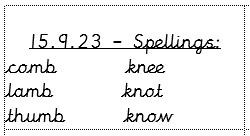 15.9.23 - Spellings:
comb knee
lamb knot
thumb know